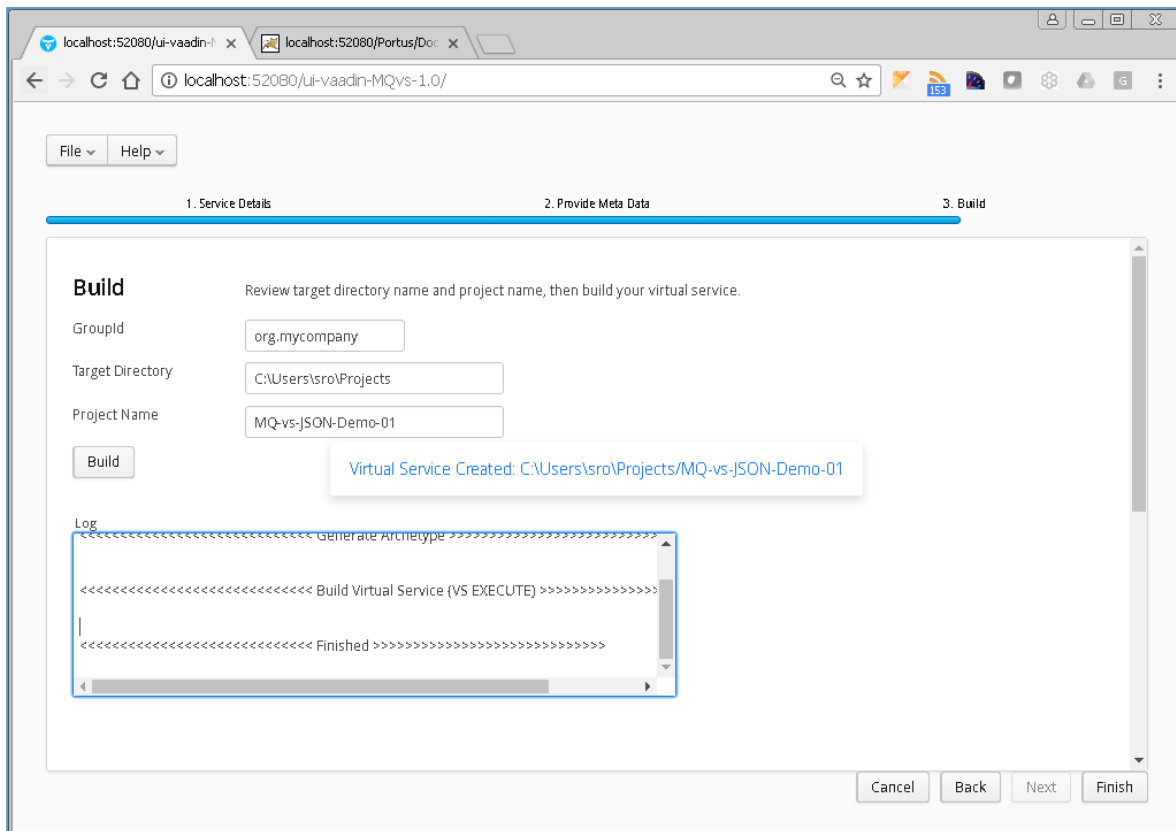 localhost:52080/ui-vaadin-M
localhost:52080/Portus/Doc
localhost:52080/ui-vaadin-MQvs-1.0/
153
G
File
Help
1. Service Details
2. Provide Meta Data
3. Build
Build
Review target directory name and project name, then build your virtual service.
GroupId
org.mycompany
Target Directory
C:\Users\sro\Projects
Project Name
MQ-vs-JSON-Demo-01
Build
Virtual Service Created: C:\Users\sro\Projects/MQ-vs-JSON-Demo-01
Log
<<<<<<<<<<<<<<<<<<<<<<<<<<<<< Generate Archetype >>>>>>>>>>>>>>>>>>>>>>>>>>
<<<<<<<<<<<<<<<<<<<<<<<<<<<<< Build Virtual Service (VS EXECUTE) >>>>>>>>>>>>>>>
<<<<<<<<<<<<<<<<<<<<<<<<<<<<< Finished >>>>>>>>>>>>>>>>>>>>>>>>>>>>>
Cancel
Back
Next
Finish